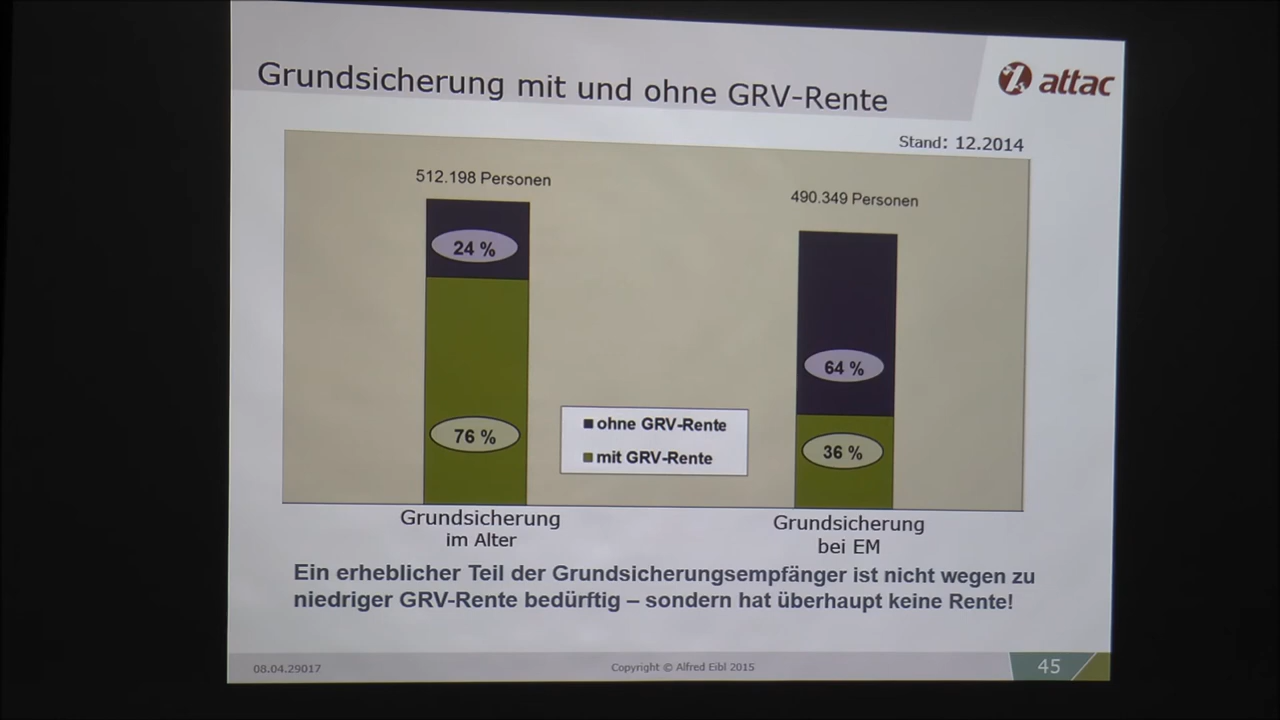 Grundsicherung mit und ohne GRV-Rente
attac
Stand: 12.2014
512.198 Personen
490.349 Personen
24 %
64 %
76 %
36 %
ohne GRV-Rente
mit GRV-Rente
Grundsicherung
im Alter
Grundsicherung
bei EM
Ein erheblicher Teil der Grundsicherungsempfänger ist nicht wegen zu
niedriger GRV-Rente bedürftig – sondern hat überhaupt keine Rente!
08.04.29017
Copyright © Alfred Eibl 2015
45